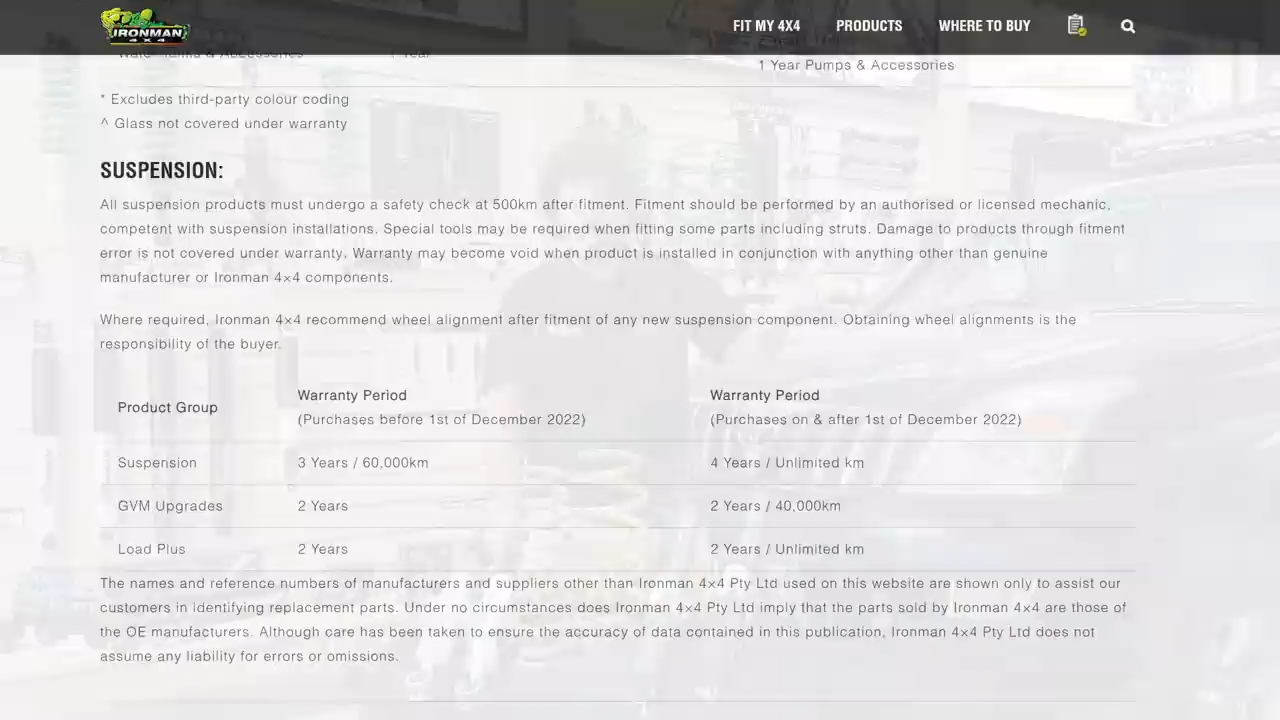 IRONMAN
4X4
FIT MY 4X4
PRODUCTS
WHERE TO BUY
1 Year
1 Year Pumps & Accessories
* Excludes third-party colour coding
^ Glass not covered under warranty
SUSPENSION:
All suspension products must undergo a safety check at 500km after fitment. Fitment should be performed by an authorised or licensed mechanic,
competent with suspension installations. Special tools may be required when fitting some parts including struts. Damage to products through fitment
error is not covered under warranty. Warranty may become void when product is installed in conjunction with anything other than genuine
manufacturer or Ironman 4×4 components.
Where required, Ironman 4×4 recommend wheel alignment after fitment of any new suspension component. Obtaining wheel alignments is the
responsibility of the buyer.
Product Group
Warranty Period
(Purchases before 1st of December 2022)
Warranty Period
(Purchases on & after 1st of December 2022)
Suspension 3 Years / 60,000km 4 Years / Unlimited km
GVM Upgrades 2 Years 2 Years / 40,000km
Load Plus 2 Years 2 Years / Unlimited km
The names and reference numbers of manufacturers and suppliers other than Ironman 4×4 Pty Ltd used on this website are shown only to assist our
customers in identifying replacement parts. Under no circumstances does Ironman 4×4 Pty Ltd imply that the parts sold by Ironman 4×4 are those of
the OE manufacturers. Although care has been taken to ensure the accuracy of data contained in this publication, Ironman 4×4 Pty Ltd does not
assume any liability for errors or omissions.